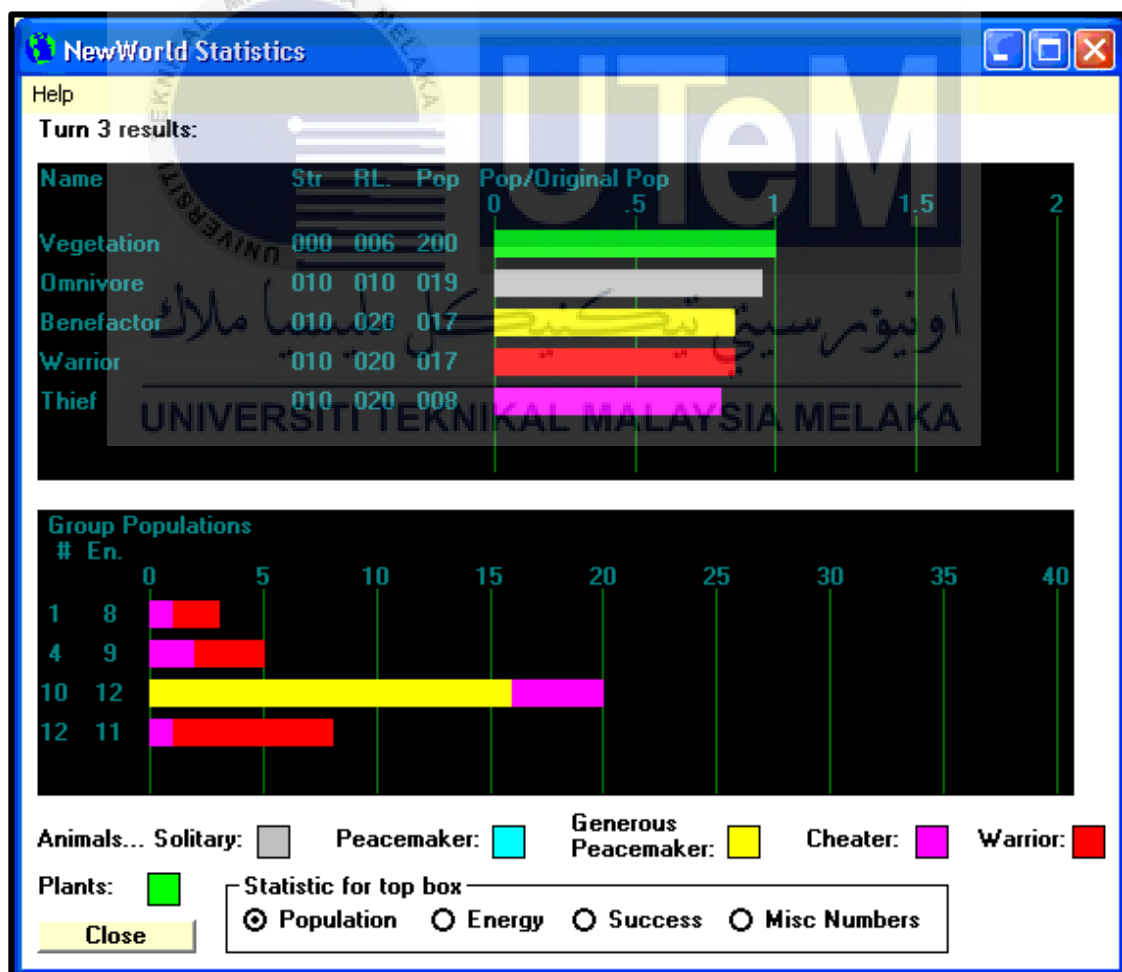 NewWorld Statistics
Help
Turn 3 results:
Name Str RL. Pop Pop/Original Pop
0 .5 1 1.5 2
Vegetation 000 006 200
Omnivore 010 010 019
Benefactor 010 020 017
Warrior 010 020 017
Thief 010 020 008
Group Populations
# En.
0 5 10 15 20 25 30 35 40
1 8
4 9
10 12
12 11
Animals... Solitary: Peacemaker: Generous Peacemaker: Cheater: Warrior:
Plants:
Statistic for top box
Population Energy Success Misc Numbers
Close
UTeM
اونيۏرسيتي تيكنيكل مليسيا ملاك
UNIVERSITI TEKNIKAL MALAYSIA MELAKA